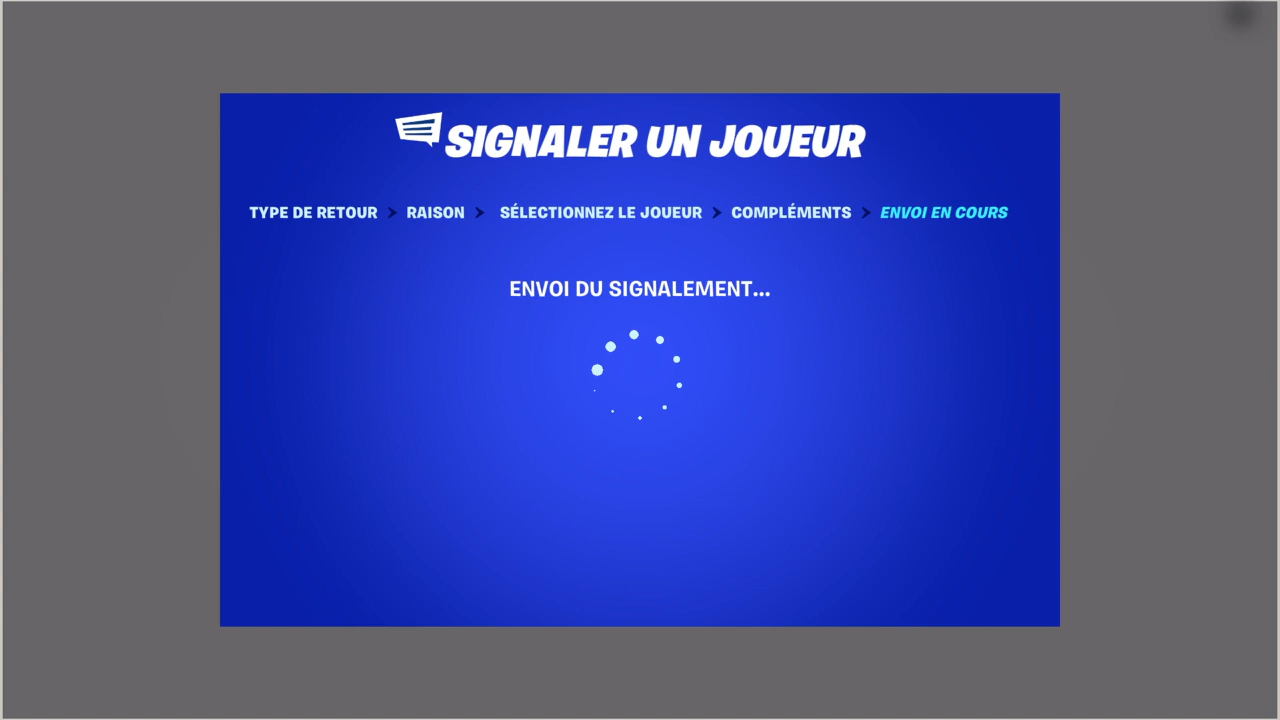 SIGNALER UN JOUEUR
TYPE DE RETOUR > RAISON > SÉLECTIONNEZ LE JOUEUR > COMPLÉMENTS > ENVOI EN COURS
ENVOI DU SIGNALEMENT...